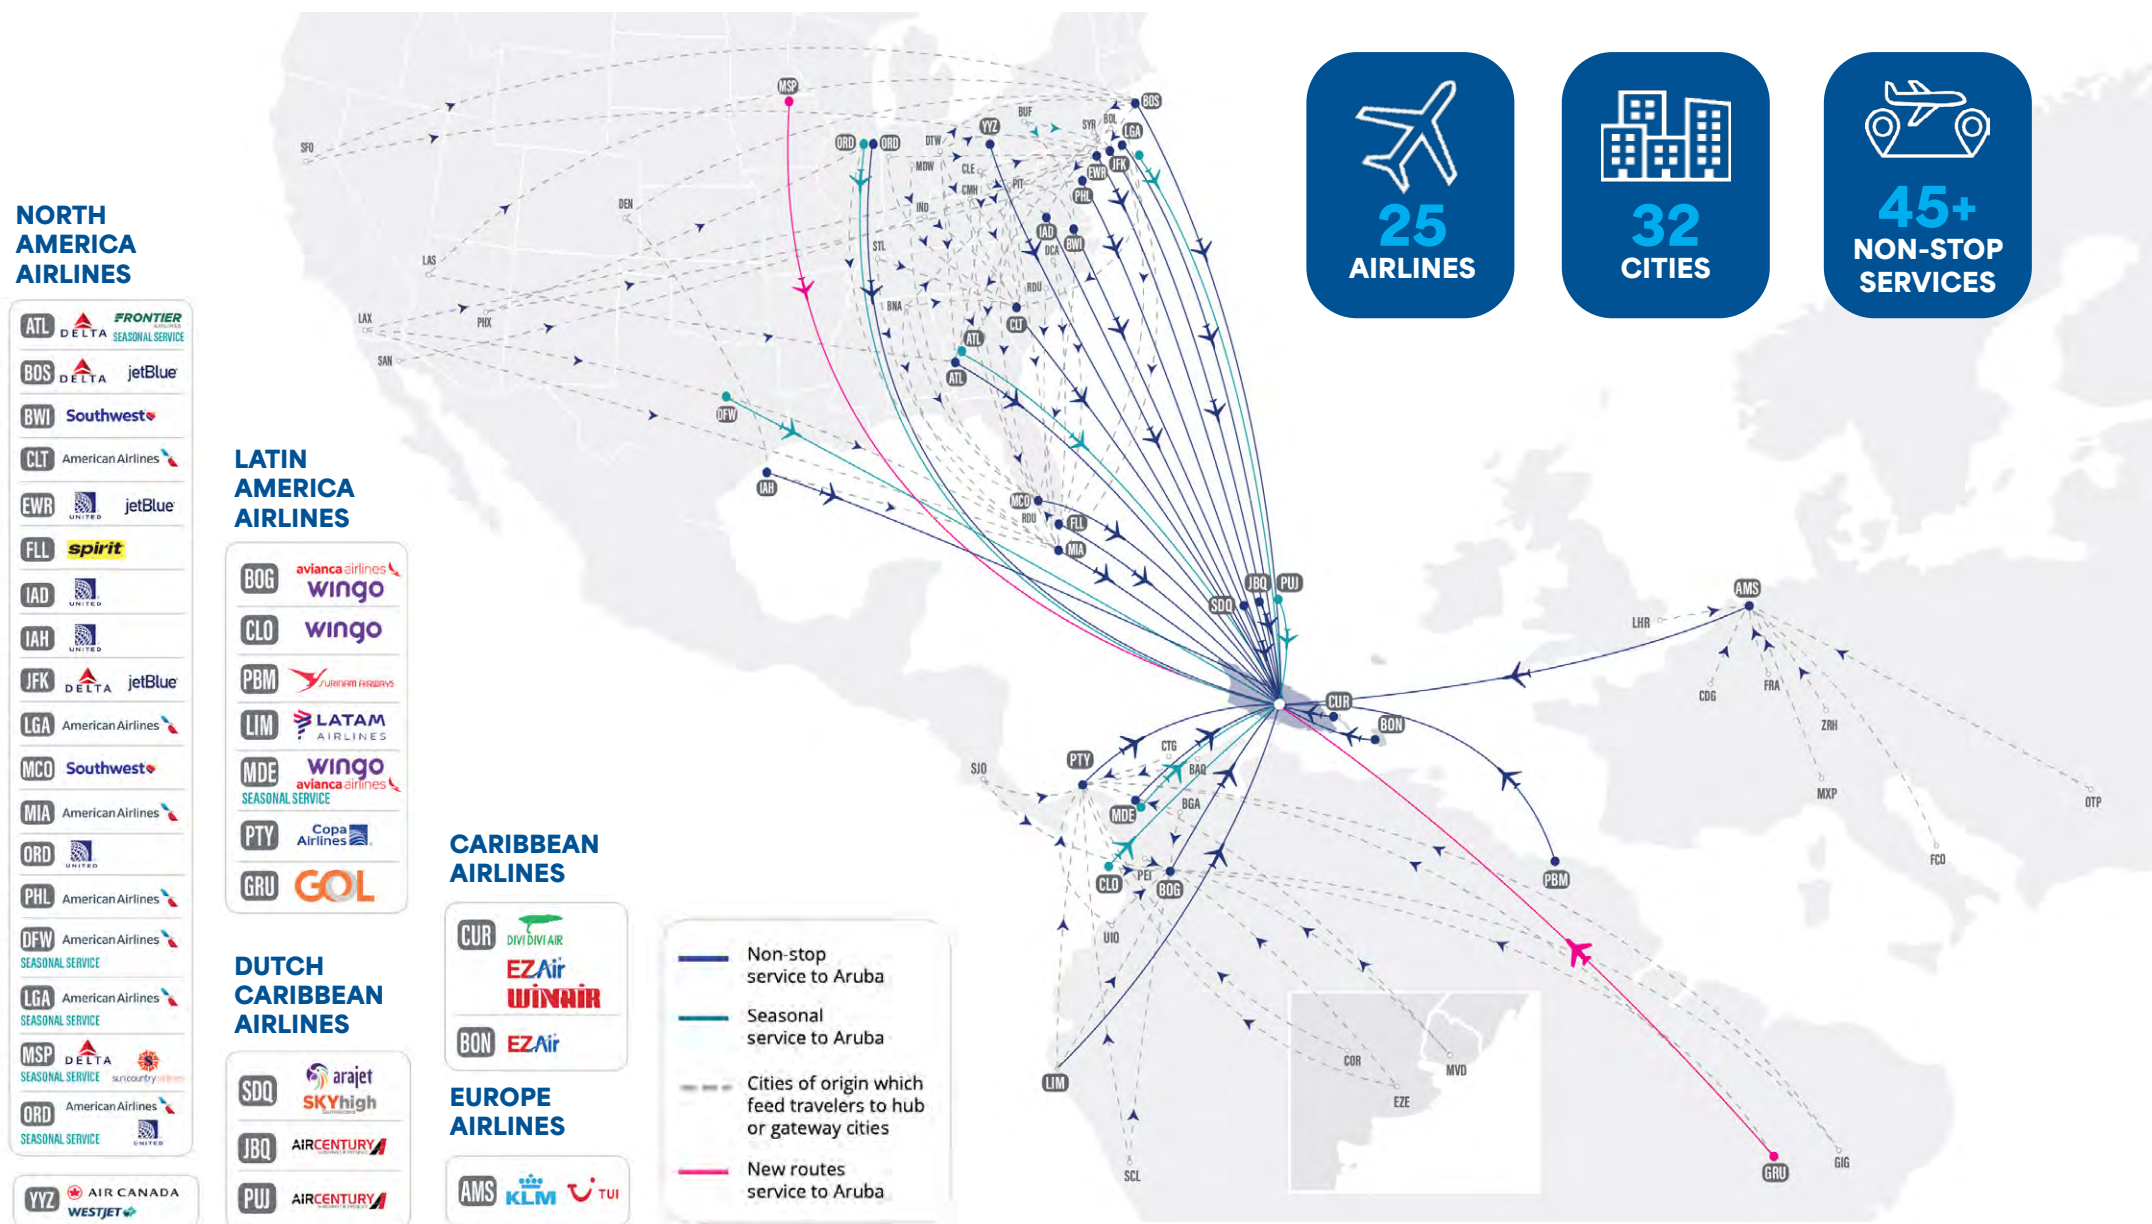 25
AIRLINES
32
CITIES
45+
NON-STOP
SERVICES
NORTH
AMERICA
AIRLINES
ATL DELTA FRONTIER
AIRLINES
SEASONAL SERVICE
BOS DELTA jetBlue
BWI Southwest
CLT American Airlines
EWR UNITED jetBlue
FLL spirit
IAD UNITED
IAH UNITED
JFK DELTA jetBlue
LGA American Airlines
MCO Southwest
MIA American Airlines
ORD UNITED
PHL American Airlines
DFW American Airlines
SEASONAL SERVICE
LGA American Airlines
SEASONAL SERVICE
MSP DELTA
SEASONAL SERVICE suncountry airlines
ORD American Airlines
SEASONAL SERVICE UNITED
YYZ AIR CANADA
WESTJET
LATIN
AMERICA
AIRLINES
BOG avianca airlines
wingo
CLO wingo
PBM SURINAM AIRWAYS
LIM LATAM
AIRLINES
MDE wingo
avianca airlines
SEASONAL SERVICE
PTY Copa
Airlines
GRU GOL
DUTCH
CARIBBEAN
AIRLINES
SDQ arajet
SKYhigh
JBQ AIRCENTURY
PUJ AIRCENTURY
CARIBBEAN
AIRLINES
CUR DIVI DIVI AIR
EZAir
WINAIR
BON EZAir
EUROPE
AIRLINES
AMS KLM TUI
Non-stop
service to Aruba
Seasonal
service to Aruba
Cities of origin which
feed travelers to hub
or gateway cities
New routes
service to Aruba
MSP
BOS
BUF
YYZ
SYR
BDL
LGA
ORD
ORD
DTW
SFO
MDW
CLE
PIT
EWR
JFK
CMH
PHL
DEN
IND
IAD
BWI
STL
DCA
LAS
RDU
BNA
LAX
PHX
CLT
ATL
SAN
ATL
DFW
IAH
MCO
RDU
FLL
MIA
JBQ
PUJ
SDQ
AMS
LHR
CDG
FRA
ZRH
MXP
OTP
FCO
CUR
BON
CTG
PTY
BAQ
SJO
BGA
MDE
CLO
PEI
BOG
PBM
UIO
LIM
COR
MVD
EZE
SCL
GRU
GIG